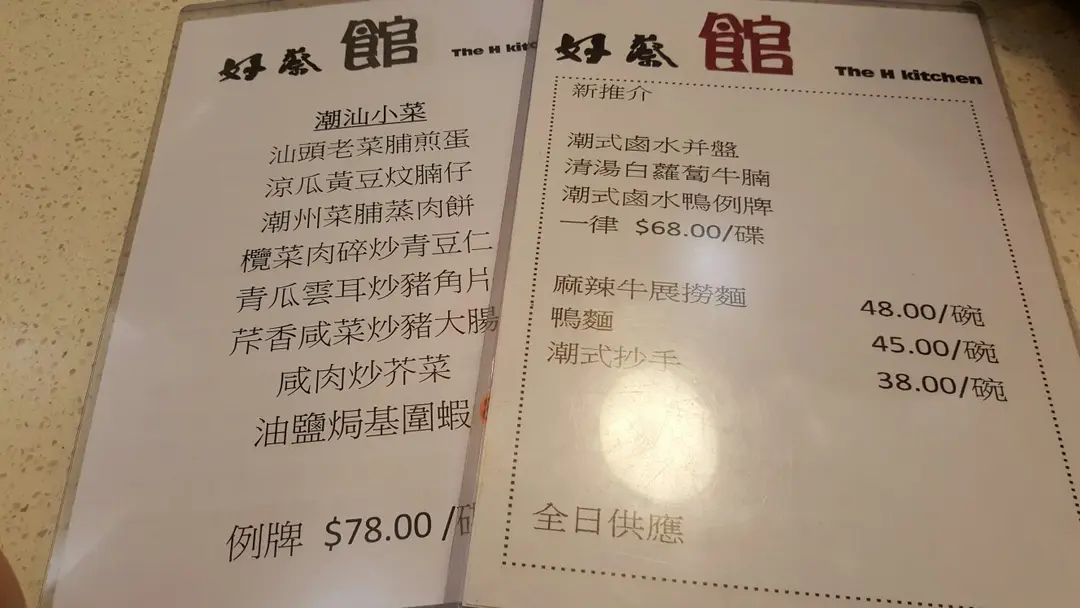 好蔡館 The H kit
潮汕小菜
汕頭老菜脯煎蛋
涼瓜黃豆炆腩仔
潮州菜脯蒸肉餅
欖菜肉碎炒青豆仁
青瓜雲耳炒豬角片
芹香咸菜炒豬大腸
咸肉炒芥菜
油鹽焗基圍蝦
例牌 $78.00 /碟
好蔡館 The H kitchen
新推介
潮式鹵水并盤
清湯白蘿蔔牛腩
潮式鹵水鴨例牌
一律 $68.00/碟
麻辣牛展撈麵 48.00/碗
鴨麵 45.00/碗
潮式抄手 38.00/碗
全日供應